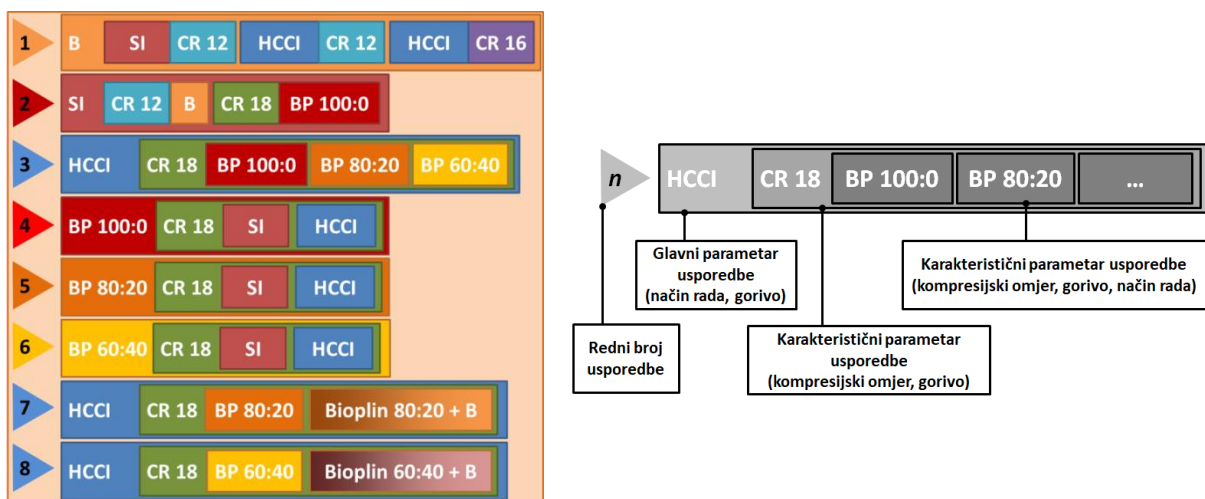 1 B SI CR 12 HCCI CR 12 HCCI CR 16
2 SI CR 12 B CR 18 BP 100:0
3 HCCI CR 18 BP 100:0 BP 80:20 BP 60:40
4 BP 100:0 CR 18 SI HCCI
5 BP 80:20 CR 18 SI HCCI
6 BP 60:40 CR 18 SI HCCI
7 HCCI CR 18 BP 80:20 Bioplin 80:20 + B
8 HCCI CR 18 BP 60:40 Bioplin 60:40 + B
n HCCI CR 18 BP 100:0 BP 80:20 ...
Glavni parametar
usporedbe
(način rada, gorivo)
Karakteristični parametar usporedbe
(kompresijski omjer, gorivo, način rada)
Redni broj
usporedbe
Karakteristični parametar
usporedbe
(kompresijski omjer, gorivo)